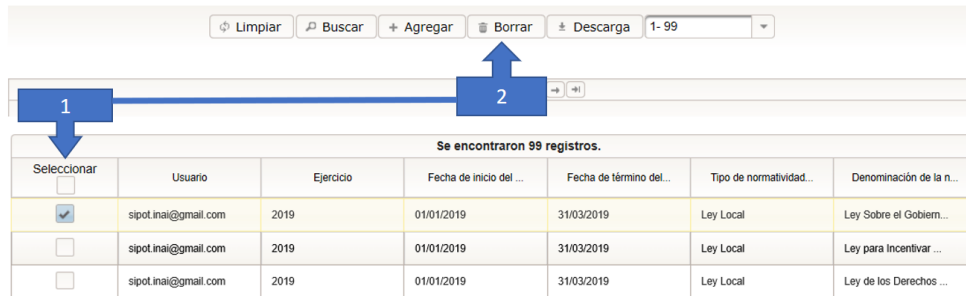 Limpiar Buscar Agregar Borrar Descarga 1- 99
1 2
Se encontraron 99 registros.
Seleccionar Usuario Ejercicio Fecha de inicio del ... Fecha de término del... Tipo de normatividad... Denominación de la n...
sipot.inai@gmail.com 2019 01/01/2019 31/03/2019 Ley Local Ley Sobre el Gobiern...
sipot.inai@gmail.com 2019 01/01/2019 31/03/2019 Ley Local Ley para Incentivar ...
sipot.inai@gmail.com 2019 01/01/2019 31/03/2019 Ley Local Ley de los Derechos ...